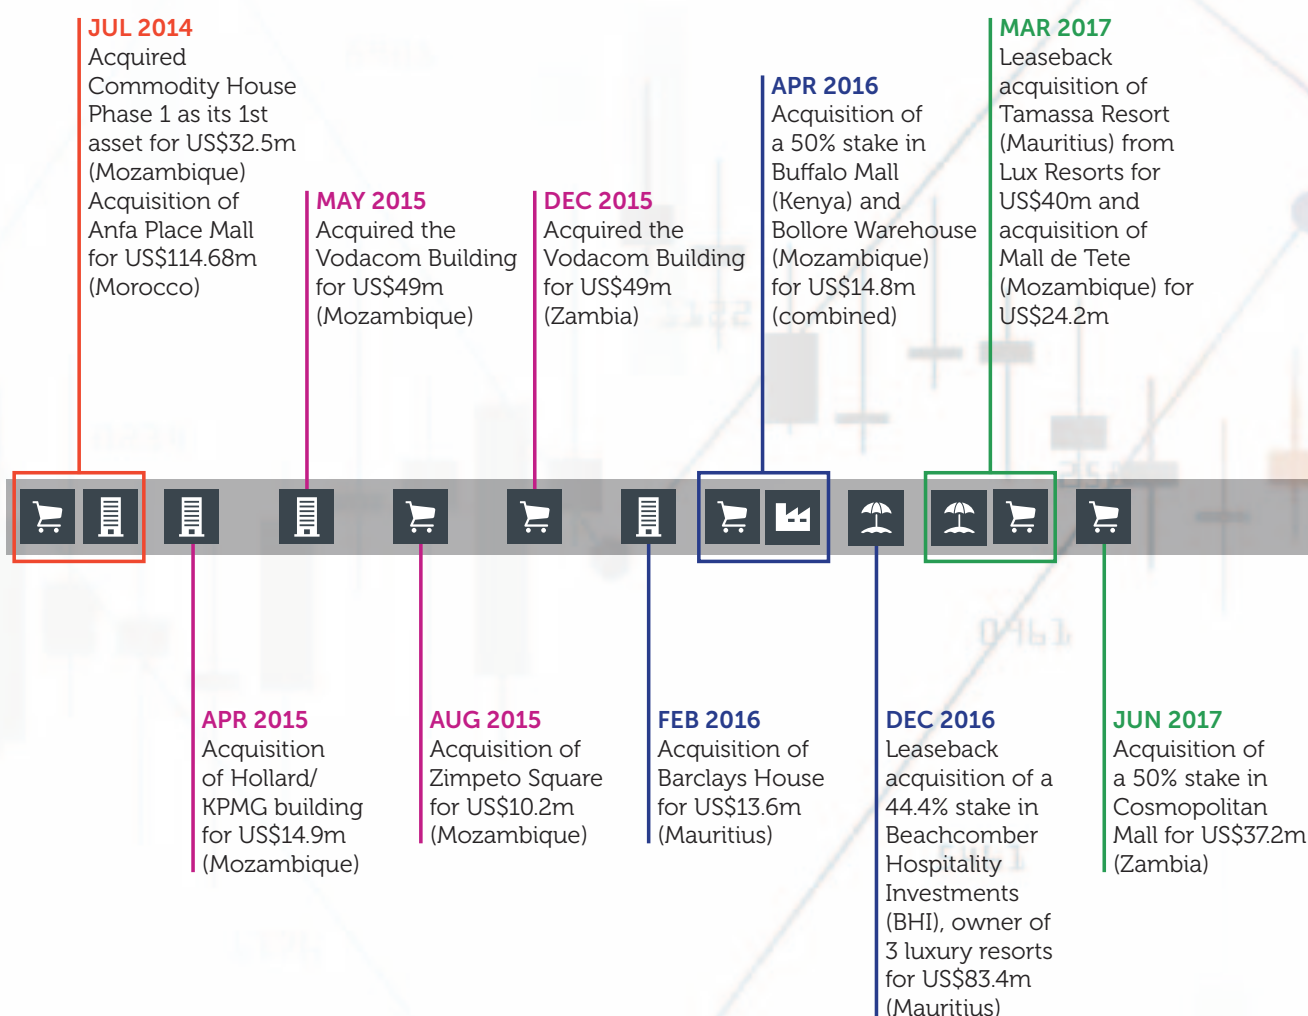 JUL 2014
Acquired
Commodity House
Phase 1 as its 1st
asset for US$32.5m
(Mozambique)
Acquisition of
Anfa Place Mall
for US$114.68m
(Morocco)
MAY 2015
Acquired the
Vodacom Building
for US$49m
(Mozambique)
DEC 2015
Acquired the
Vodacom Building
for US$49m
(Zambia)
APR 2016
Acquisition of
a 50% stake in
Buffalo Mall
(Kenya) and
Bollore Warehouse
(Mozambique)
for US$14.8m
(combined)
MAR 2017
Leaseback
acquisition of
Tamassa Resort
(Mauritius) from
Lux Resorts for
US$40m and
acquisition of
Mall de Tete
(Mozambique) for
US$24.2m
APR 2015
Acquisition
of Hollard/
KPMG building
for US$14.9m
(Mozambique)
AUG 2015
Acquisition of
Zimpeto Square
for US$10.2m
(Mozambique)
FEB 2016
Acquisition of
Barclays House
for US$13.6m
(Mauritius)
DEC 2016
Leaseback
acquisition of a
44.4% stake in
Beachcomber
Hospitality
Investments
(BHI), owner of
3 luxury resorts
for US$83.4m
(Mauritius)
JUN 2017
Acquisition of
a 50% stake in
Cosmopolitan
Mall for US$37.2m
(Zambia)